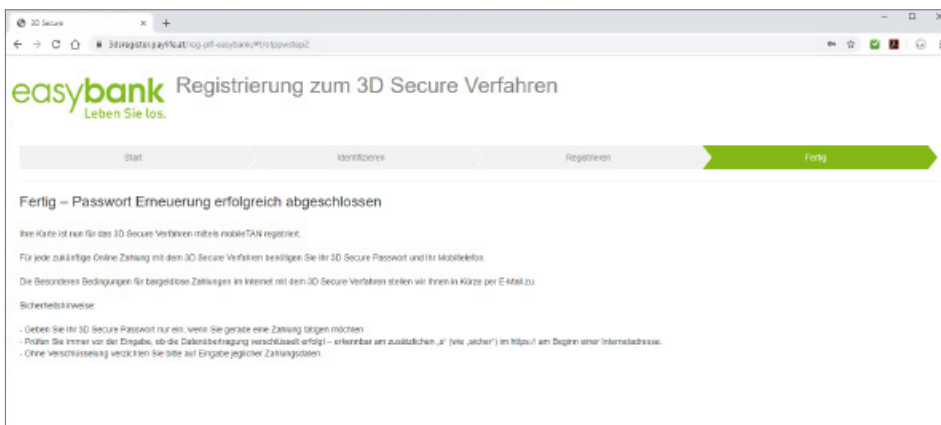 3D Secure
3dsregister.paylife.at/reg-plf-easybank/#!/otppwstep2
easybank
Leben Sie los.
Registrierung zum 3D Secure Verfahren
Start
Identifizieren
Registrieren
Fertig
Fertig – Passwort Erneuerung erfolgreich abgeschlossen
Ihre Karte ist nun für das 3D Secure Verfahren mittels mobileTAN registriert.
Für jede zukünftige Online Zahlung mit dem 3D Secure Verfahren benötigen Sie Ihr 3D Secure Passwort und Ihr Mobiltelefon.
Die Besonderen Bedingungen für bargeldlose Zahlungen im Internet mit dem 3D Secure Verfahren stellen wir Ihnen in Kürze per E-Mail zu.
Sicherheitshinweise:
- Geben Sie Ihr 3D Secure Passwort nur ein, wenn Sie gerade eine Zahlung tätigen möchten
- Prüfen Sie immer vor der Eingabe, ob die Datenübertragung verschlüsselt erfolgt – erkennbar am zusätzlichen „s“ (wie „sicher“) im https:// am Beginn einer Internetadresse.
- Ohne Verschlüsselung verzichten Sie bitte auf Eingabe jeglicher Zahlungsdaten.